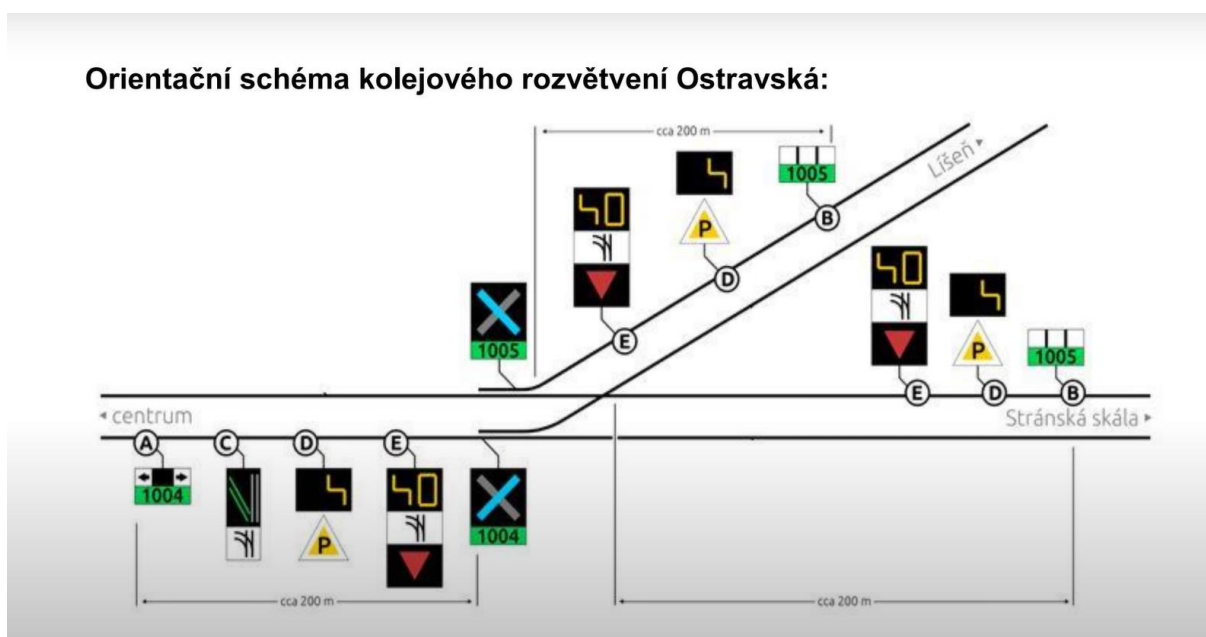 Orientační schéma kolejového rozvětvení Ostravská:
cca 200 m
1005
Líšeň
P
B
40
D
E
1005
40
P
1005
E
D
B
centrum
Stránská skála
A
C
D
E
1004
P
40
1004
cca 200 m
cca 200 m